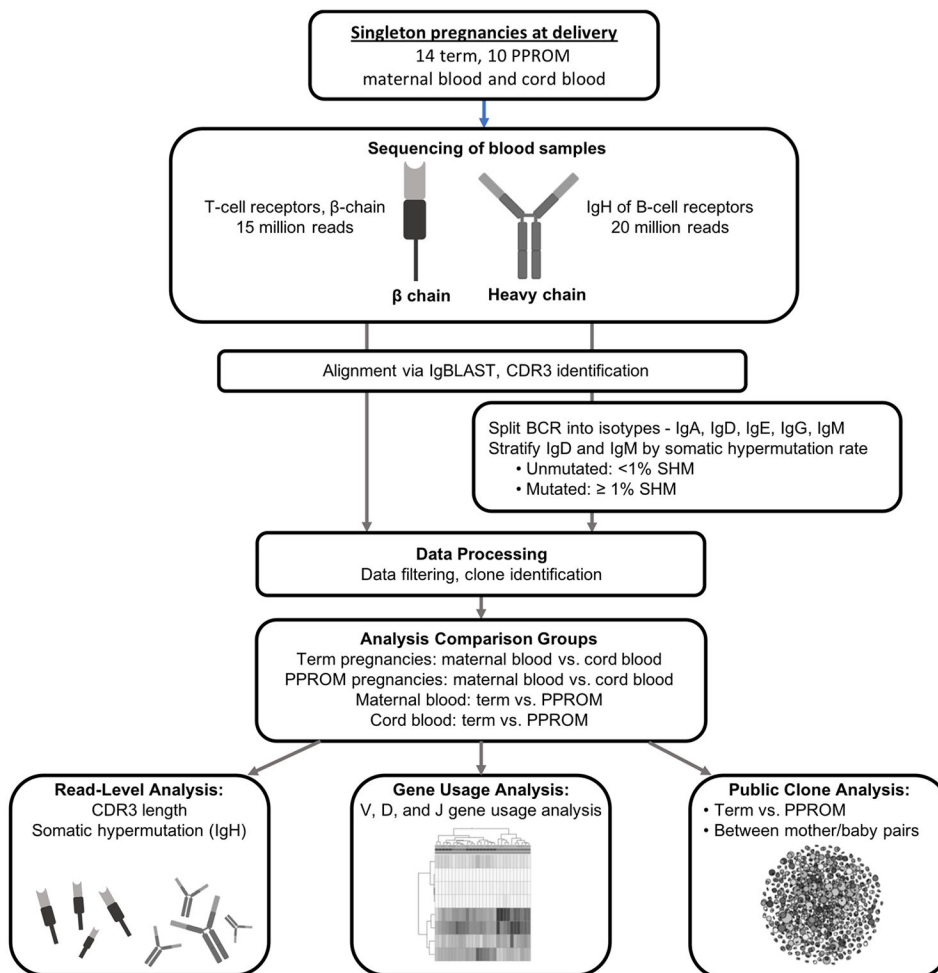 Singleton pregnancies at delivery
14 term, 10 PPROM
maternal blood and cord blood
Sequencing of blood samples
T-cell receptors, β-chain
15 million reads
IgH of B-cell receptors
20 million reads
β chain
Heavy chain
Alignment via IgBLAST, CDR3 identification
Split BCR into isotypes - IgA, IgD, IgE, IgG, IgM
Stratify IgD and IgM by somatic hypermutation rate
• Unmutated: <1% SHM
• Mutated: ≥ 1% SHM
Data Processing
Data filtering, clone identification
Analysis Comparison Groups
Term pregnancies: maternal blood vs. cord blood
PPROM pregnancies: maternal blood vs. cord blood
Maternal blood: term vs. PPROM
Cord blood: term vs. PPROM
Read-Level Analysis:
CDR3 length
Somatic hypermutation (IgH)
Gene Usage Analysis:
V, D, and J gene usage analysis
Public Clone Analysis:
• Term vs. PPROM
• Between mother/baby pairs